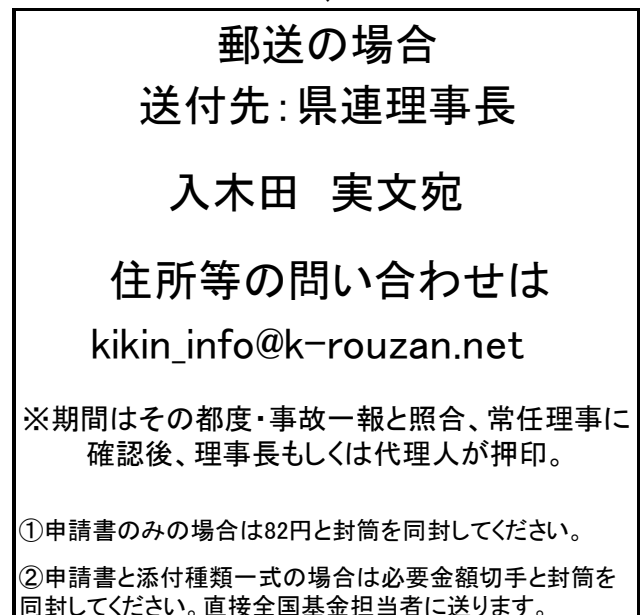 郵送の場合
送付先:県連理事長
入木田 実文宛
住所等の問い合わせは
kikin_info@k-rouzan.net
※期間はその都度・事故一報と照合、常任理事に
確認後、理事長もしくは代理人が押印。
①申請書のみの場合は82円と封筒を同封してください。
②申請書と添付種類一式の場合は必要金額切手と封筒を
同封してください。直接全国基金担当者に送ります。